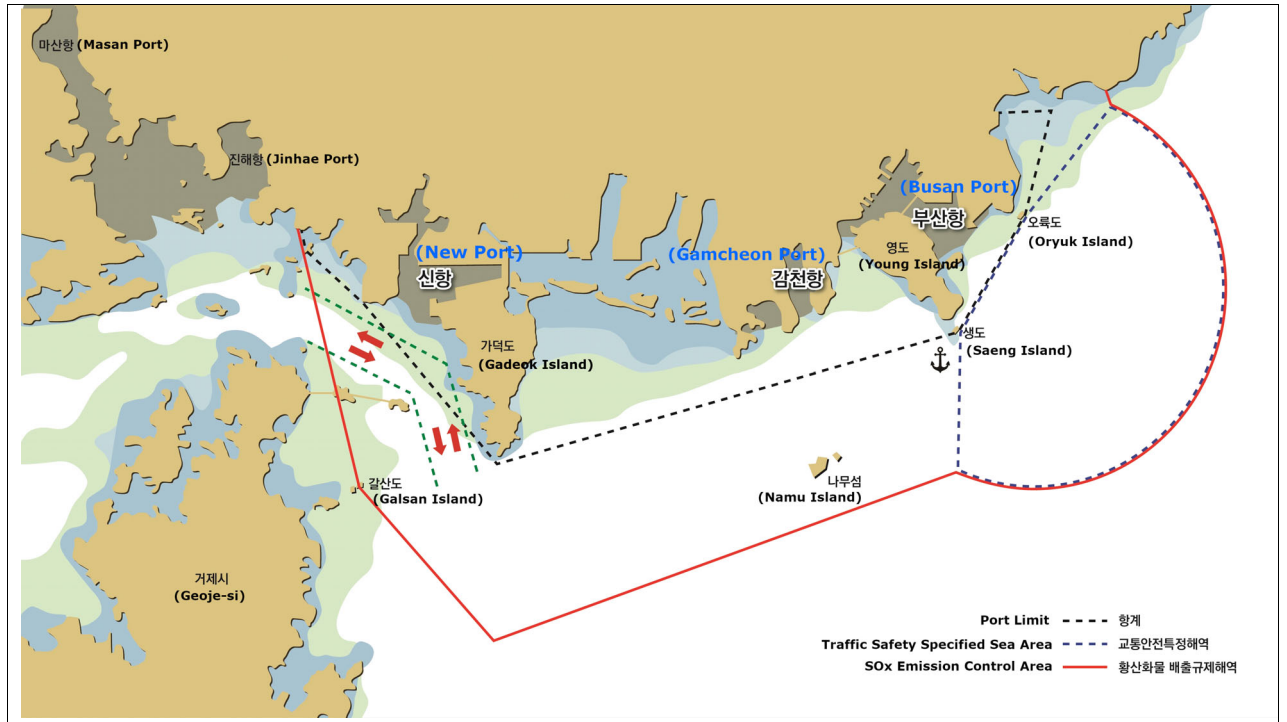 마산항 (Masan Port)
진해항 (Jinhae Port)
(Busan Port)
부산항
오륙도
(Oryuk Island)
영도
(Young Island)
(New Port)
신항
(Gamcheon Port)
감천항
생도
(Saeng Island)
가덕도
(Gadeok Island)
갈산도
(Galsan Island)
나무섬
(Namu Island)
거제시
(Geoje-si)
Port Limit 항계
Traffic Safety Specified Sea Area 교통안전특정해역
SOx Emission Control Area 황산화물 배출규제해역